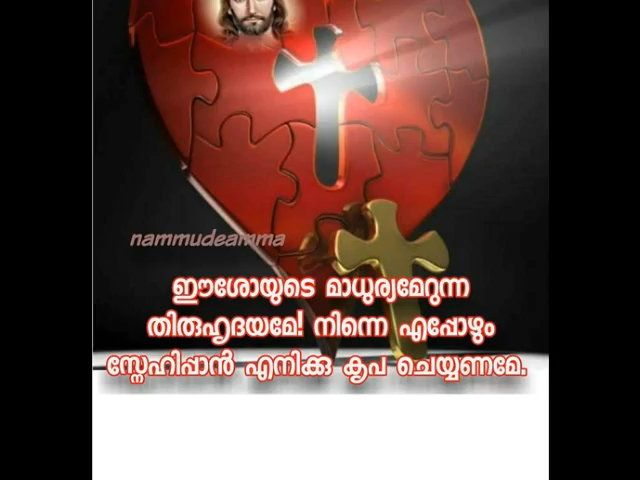 nammudeamma
ഈശോയുടെ മാധുര്യമേറുന്ന
തിരുഹൃദയമേ! നിന്നെ എപ്പോഴും
സ്നേഹിപ്പാൻ എനിക്കു കൃപ ചെയ്യണമേ.